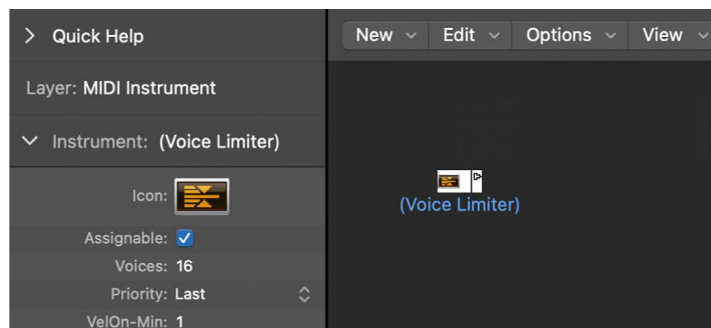 Quick Help
New Edit Options View
Layer: MIDI Instrument
Instrument: (Voice Limiter)
Icon:
(Voice Limiter)
Assignable:
Voices: 16
Priority: Last
VelOn-Min: 1